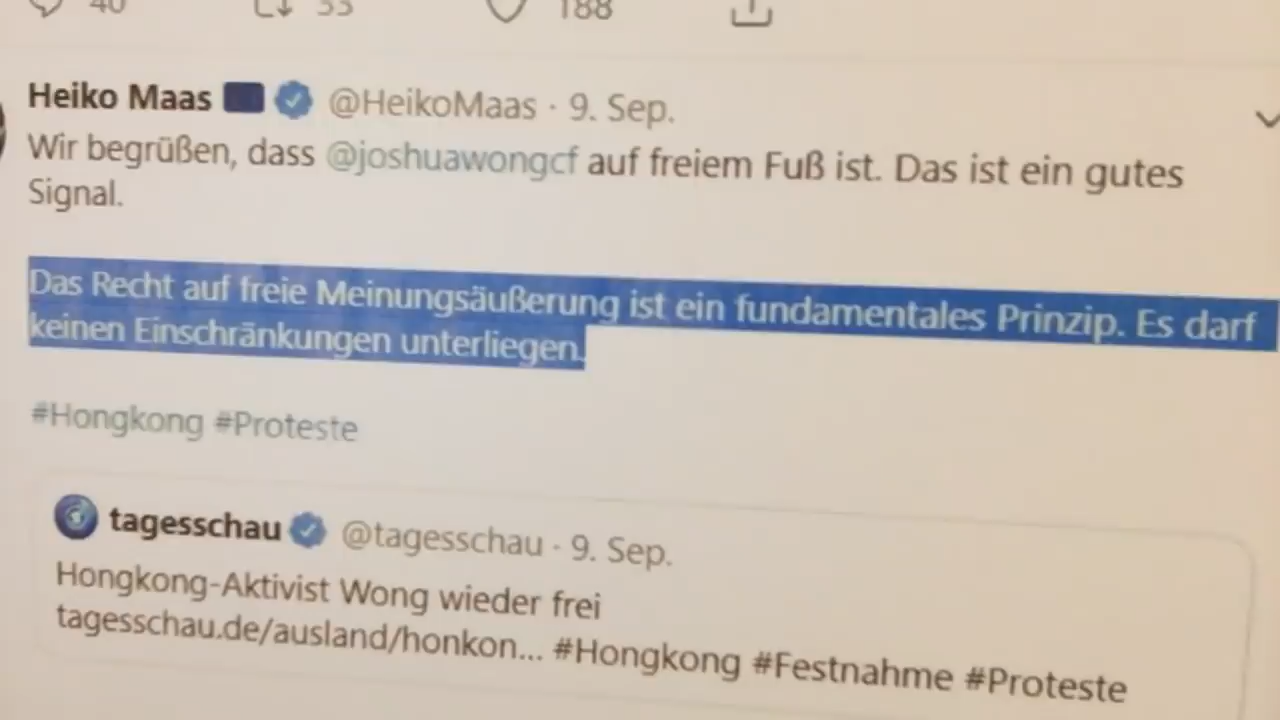 40 55 188
Heiko Maas @HeikoMaas · 9. Sep.
Wir begrüßen, dass @joshuawongcf auf freiem Fuß ist. Das ist ein gutes
Signal.
Das Recht auf freie Meinungsäußerung ist ein fundamentales Prinzip. Es darf
keinen Einschränkungen unterliegen.
#Hongkong #Proteste
tagesschau @tagesschau · 9. Sep.
Hongkong-Aktivist Wong wieder frei
tagesschau.de/ausland/honkon... #Hongkong #Festnahme #Proteste